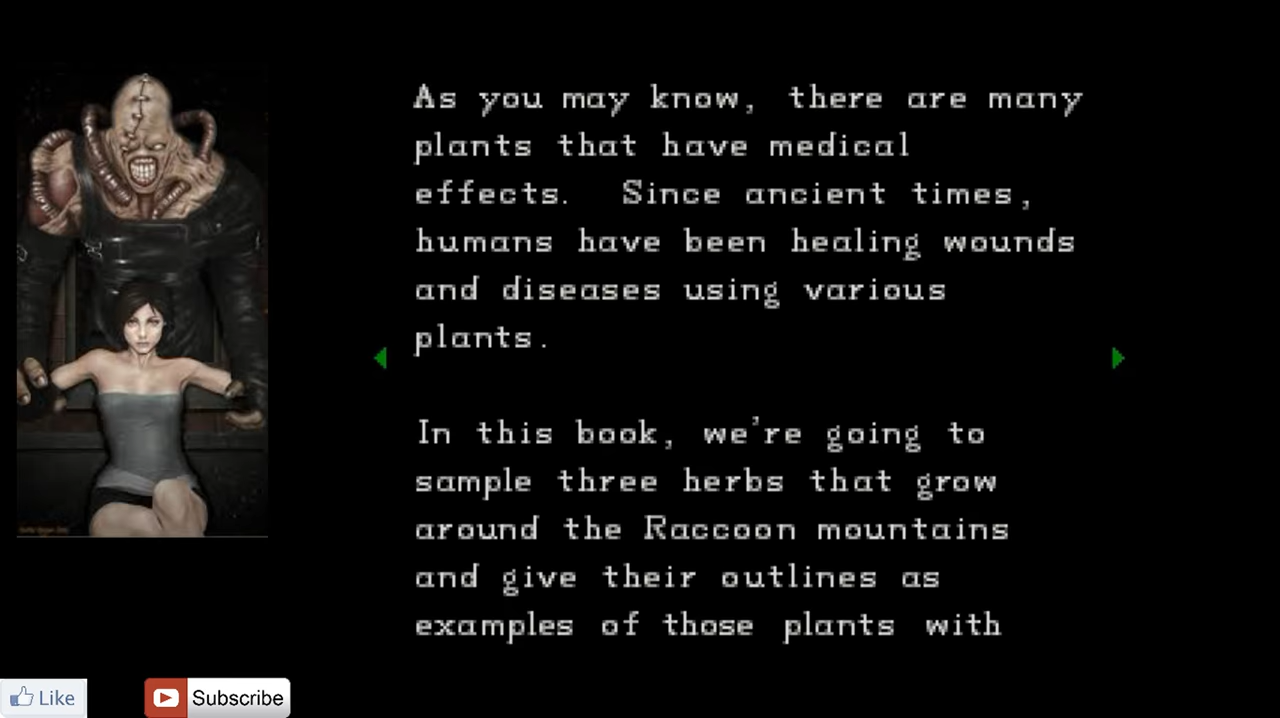 As you may know, there are many
plants that have medical
effects. Since ancient times,
humans have been healing wounds
and diseases using various
plants.
In this book, we're going to
sample three herbs that grow
around the Raccoon mountains
and give their outlines as
examples of those plants with
Like
Subscribe